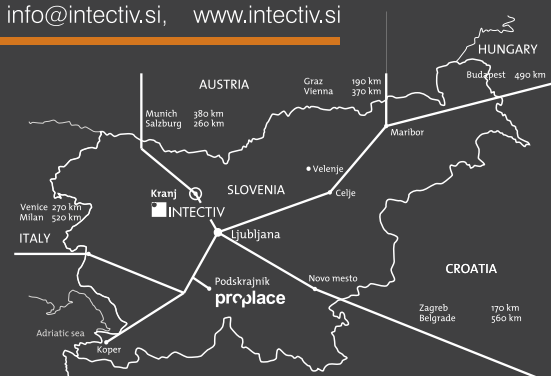 info@intectiv.si, www.intectiv.si
HUNGARY
Budapest 490 km
AUSTRIA
Graz 190 km
Vienna 370 km
Munich 380 km
Salzburg 260 km
Maribor
Velenje
Kranj
SLOVENIA
Celje
INTECTIV
Venice 270 km
Milan 520 km
ITALY
Ljubljana
CROATIA
Podskrajnik
proplace
Novo mesto
Zagreb 170 km
Belgrade 560 km
Adriatic sea
Koper